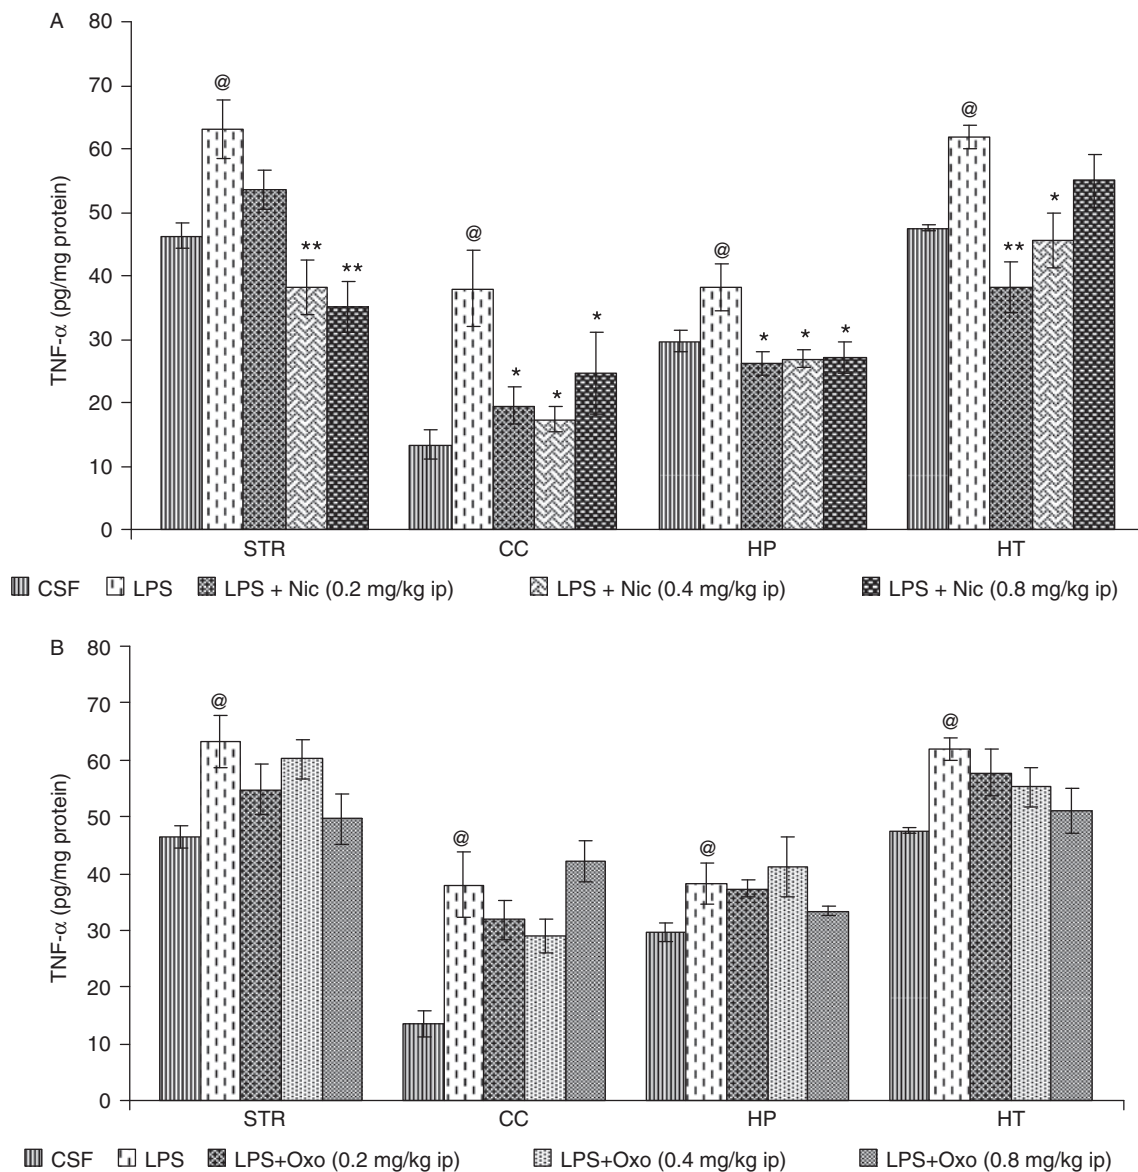 A
80
70
60
50
40
30
20
10
0
TNF-α (pg/mg protein)
@
** **
@
* * *
@
* * *
@
** *
STR CC HP HT
CSF LPS LPS + Nic (0.2 mg/kg ip) LPS + Nic (0.4 mg/kg ip) LPS + Nic (0.8 mg/kg ip)
B
80
70
60
50
40
30
20
10
0
TNF-α (pg/mg protein)
@
@
@
@
STR CC HP HT
CSF LPS LPS+Oxo (0.2 mg/kg ip) LPS+Oxo (0.4 mg/kg ip) LPS+Oxo (0.8 mg/kg ip)